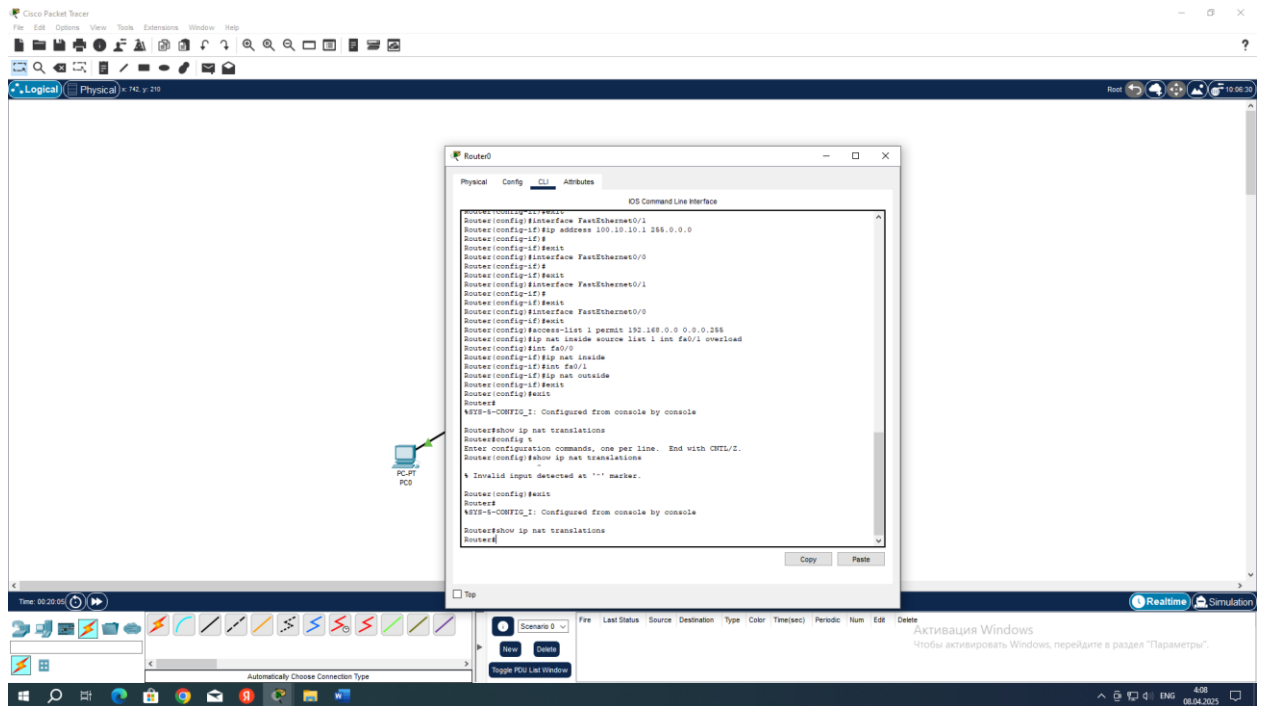 Cisco Packet Tracer
File Edit Options View Tools Extensions Window Help
?
Logical Physical x: 742, y: 210
Root 10:06:30
Router0
Physical Config CLI Attributes
IOS Command Line Interface
Router(config-if)#exit
Router(config)#interface FastEthernet0/1
Router(config-if)#ip address 100.10.10.1 255.0.0.0
Router(config-if)#
Router(config-if)#exit
Router(config)#interface FastEthernet0/0
Router(config-if)#
Router(config-if)#exit
Router(config)#interface FastEthernet0/1
Router(config-if)#
Router(config-if)#exit
Router(config)#interface FastEthernet0/0
Router(config-if)#exit
Router(config)#access-list 1 permit 192.168.0.0 0.0.0.255
Router(config)#ip nat inside source list 1 int fa0/1 overload
Router(config)#int fa0/0
Router(config-if)#ip nat inside
Router(config-if)#int fa0/1
Router(config-if)#ip nat outside
Router(config-if)#exit
Router(config)#exit
Router#
%SYS-5-CONFIG_I: Configured from console by console
Router#show ip nat translations
Router#config t
Enter configuration commands, one per line. End with CNTL/Z.
Router(config)#show ip nat translations
^
% Invalid input detected at '^' marker.
Router(config)#exit
Router#
%SYS-5-CONFIG_I: Configured from console by console
Router#show ip nat translations
Router#
Copy Paste
Top
PC-PT
PC0
Time: 00:20:05
Realtime Simulation
Scenario 0
New Delete
Toggle PDU List Window
Fire Last Status Source Destination Type Color Time(sec) Periodic Num Edit Delete
Активация Windows
Чтобы активировать Windows, перейдите в раздел "Параметры".
Automatically Choose Connection Type
ENG
4:08
08.04.2025